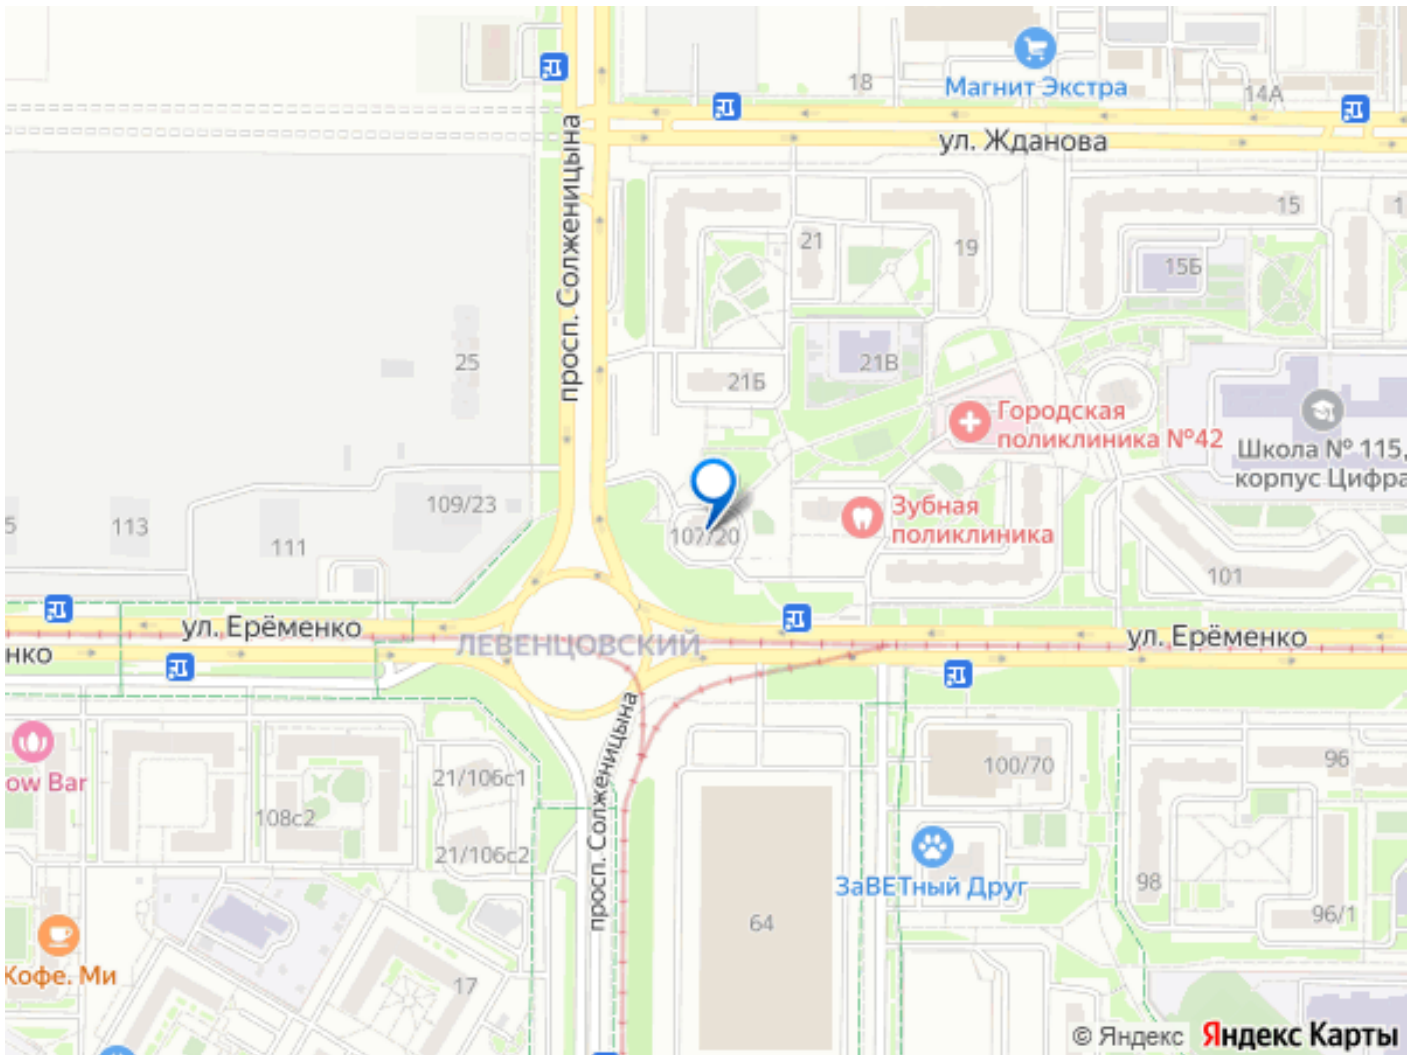 Магнит Экстра
18
14А
ул. Жданова
просп. Солженицына
15
1
21
19
15Б
25
21Б
21В
Городская
поликлиника №42
Школа № 115,
корпус Цифра
109/23
5
113
111
107/20
Зубная
поликлиника
101
ул. Ерёменко
ЛЕВЕНЦОВСКИЙ
ул. Ерёменко
нко
просп. Солженицына
ow Bar
21/106с1
108с2
21/106с2
100/70
96
ЗаВЕТный Друг
98
96/1
64
Кофе. Ми
17
© Яндекс Яндекс Карты